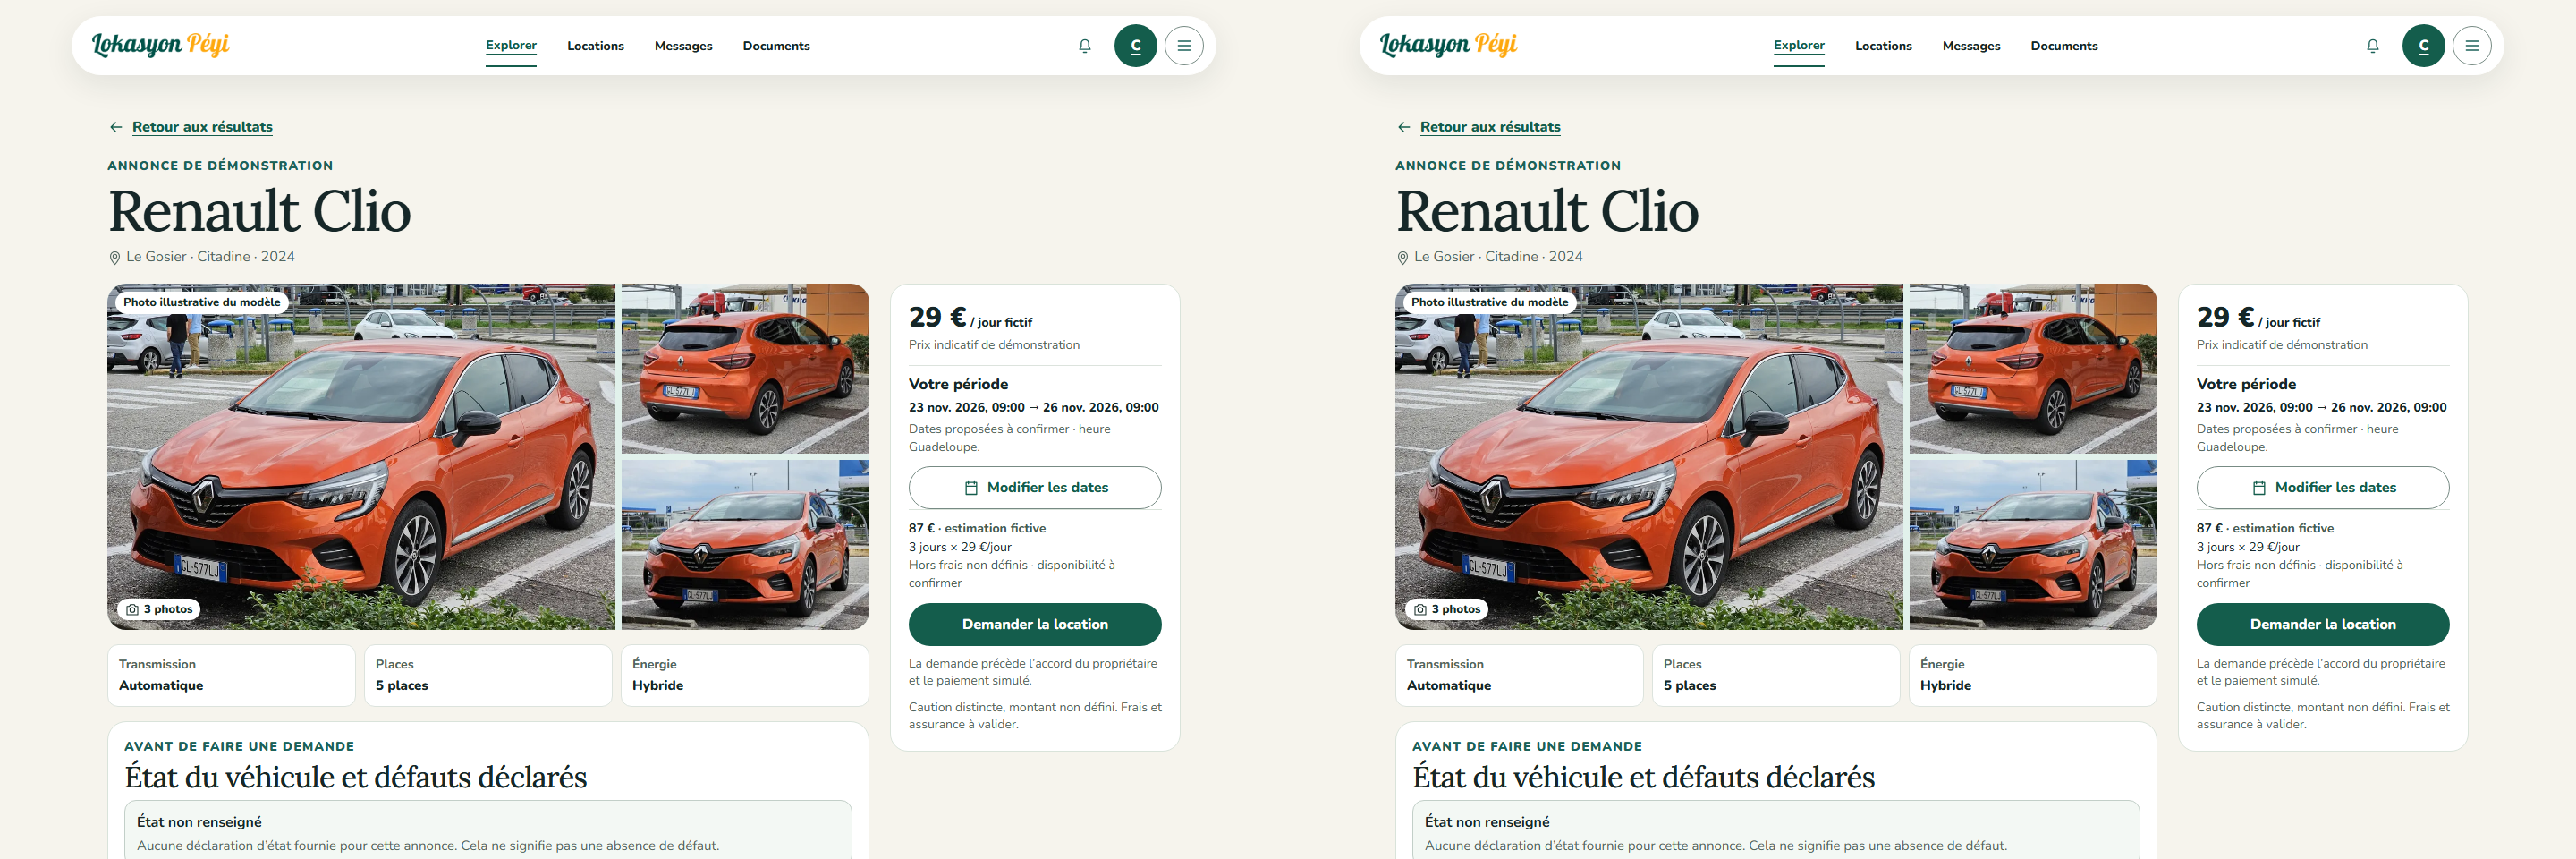 Lokasyon Péyi
Explorer
Locations
Messages
Documents
C
Retour aux résultats
ANNONCE DE DÉMONSTRATION
Renault Clio
Le Gosier · Citadine · 2024
Photo illustrative du modèle
GL·577LJ
GL·577LJ
GL·577LJ
3 photos
29 € / jour fictif
Prix indicatif de démonstration
Votre période
23 nov. 2026, 09:00 → 26 nov. 2026, 09:00
Dates proposées à confirmer · heure
Guadeloupe.
Modifier les dates
87 € · estimation fictive
3 jours × 29 €/jour
Hors frais non définis · disponibilité à
confirmer
Demander la location
La demande précède l’accord du propriétaire
et le paiement simulé.
Caution distincte, montant non défini. Frais et
assurance à valider.
Transmission
Automatique
Places
5 places
Énergie
Hybride
AVANT DE FAIRE UNE DEMANDE
État du véhicule et défauts déclarés
État non renseigné
Aucune déclaration d’état fournie pour cette annonce. Cela ne signifie pas une absence de défaut.
Lokasyon Péyi
Explorer
Locations
Messages
Documents
C
Retour aux résultats
ANNONCE DE DÉMONSTRATION
Renault Clio
Le Gosier · Citadine · 2024
Photo illustrative du modèle
GL·577LJ
GL·577LJ
GL·577LJ
3 photos
29 € / jour fictif
Prix indicatif de démonstration
Votre période
23 nov. 2026, 09:00 → 26 nov. 2026, 09:00
Dates proposées à confirmer · heure
Guadeloupe.
Modifier les dates
87 € · estimation fictive
3 jours × 29 €/jour
Hors frais non définis · disponibilité à
confirmer
Demander la location
La demande précède l’accord du propriétaire
et le paiement simulé.
Caution distincte, montant non défini. Frais et
assurance à valider.
Transmission
Automatique
Places
5 places
Énergie
Hybride
AVANT DE FAIRE UNE DEMANDE
État du véhicule et défauts déclarés
État non renseigné
Aucune déclaration d’état fournie pour cette annonce. Cela ne signifie pas une absence de défaut.